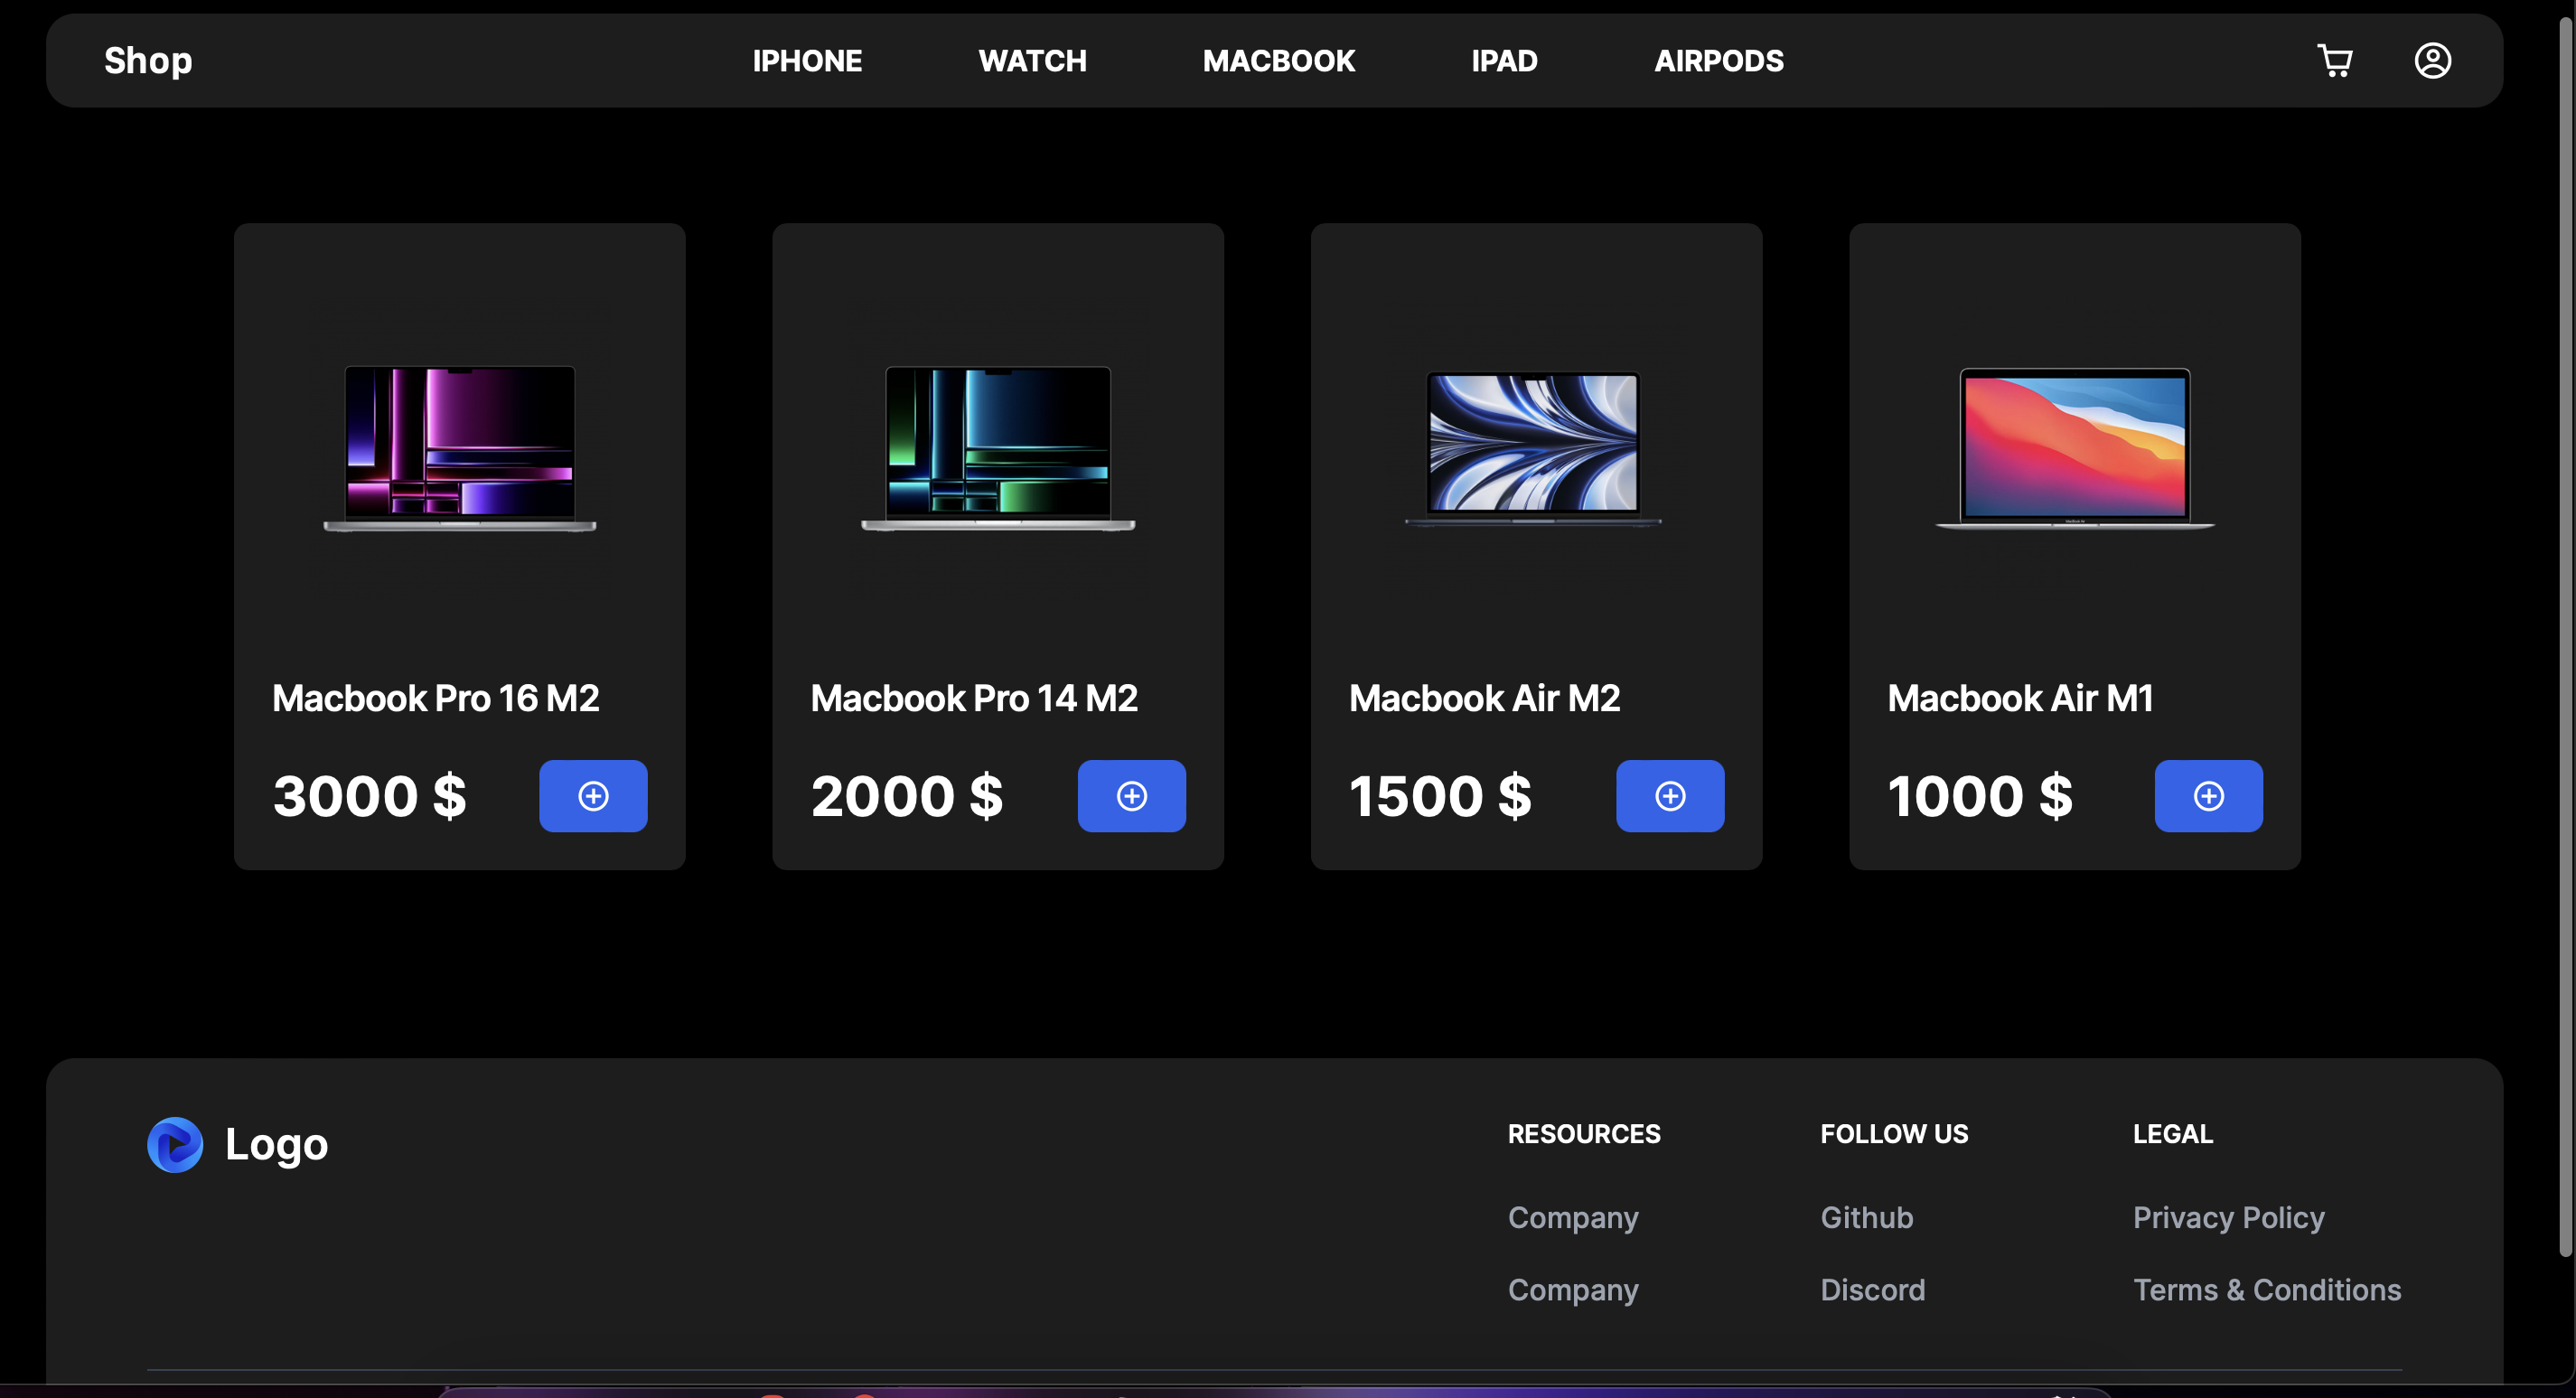 Shop
IPHONE
WATCH
MACBOOK
IPAD
AIRPODS
Macbook Pro 16 M2
3000 $
Macbook Pro 14 M2
2000 $
Macbook Air M2
1500 $
Macbook Air M1
1000 $
Logo
RESOURCES
Company
Company
FOLLOW US
Github
Discord
LEGAL
Privacy Policy
Terms & Conditions